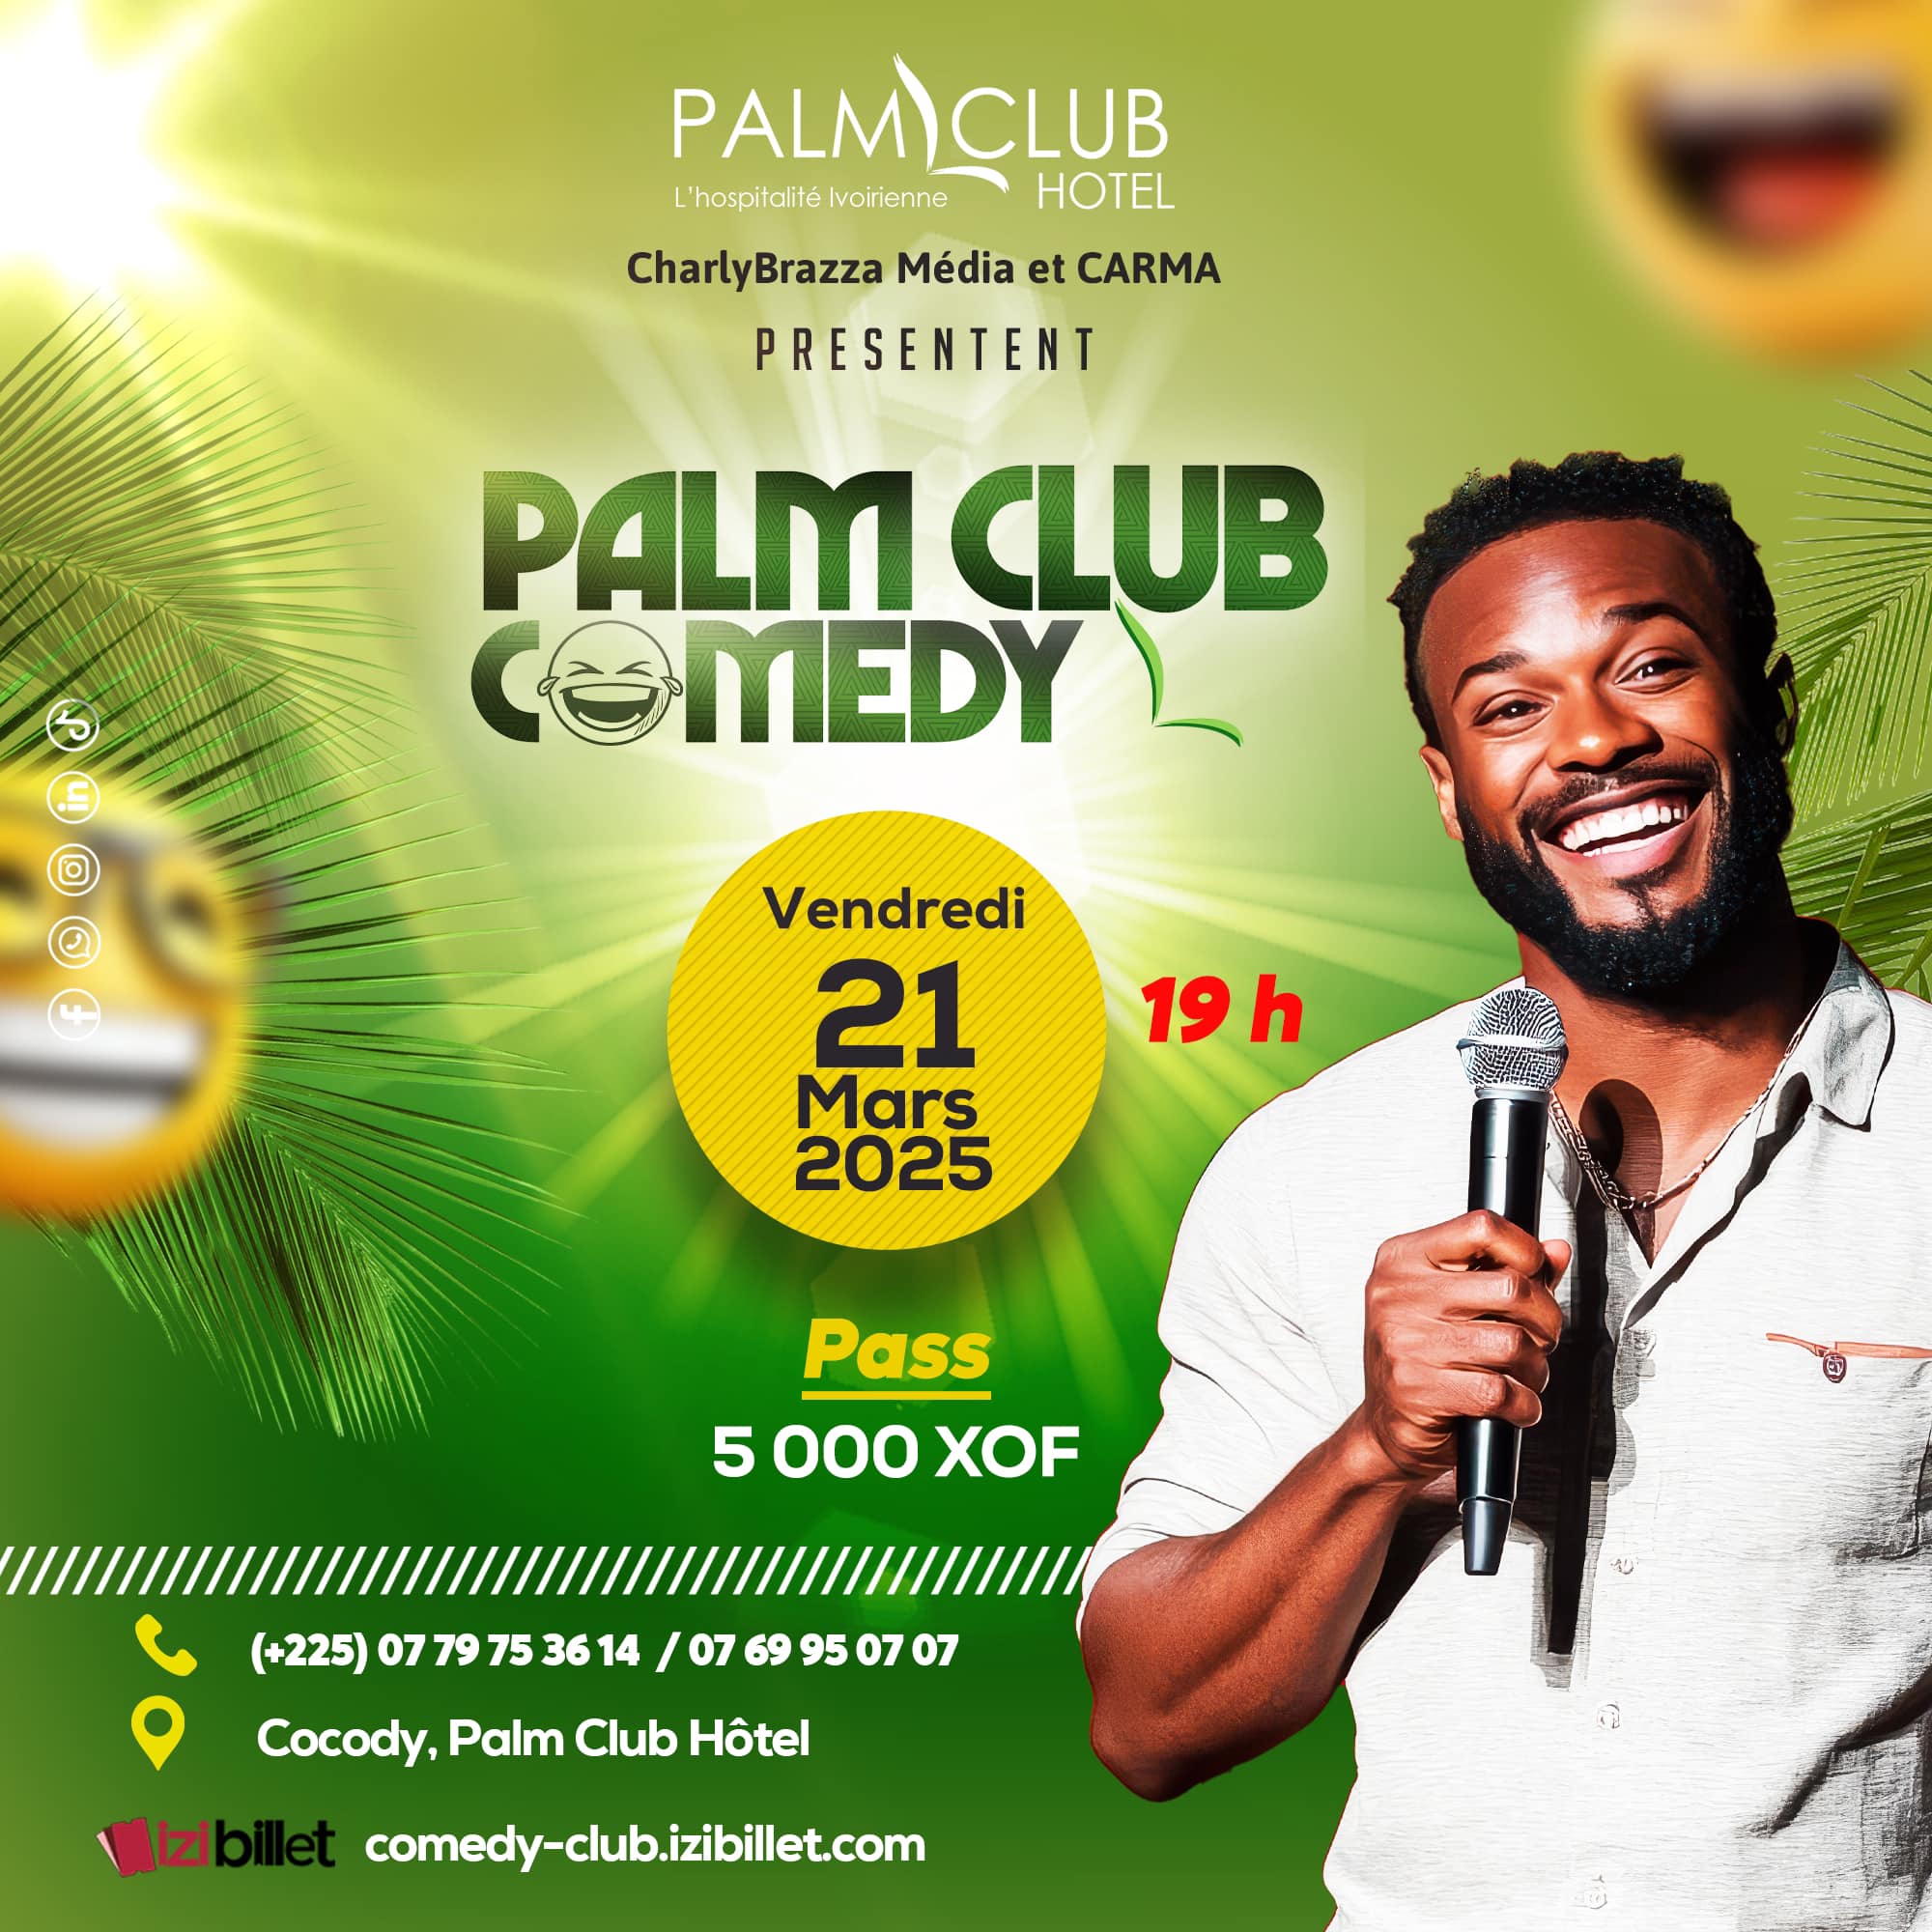 PALM CLUB
L'hospitalité Ivoirienne HOTEL
CharlyBrazza Média et CARMA
PRESENTENT
PALM CLUB
COMEDY
Vendredi
21
Mars
2025
19 h
Pass
5 000 XOF
(+225) 07 79 75 36 14 / 07 69 95 07 07
Cocody, Palm Club Hôtel
izibillet comedy-club.izibillet.com